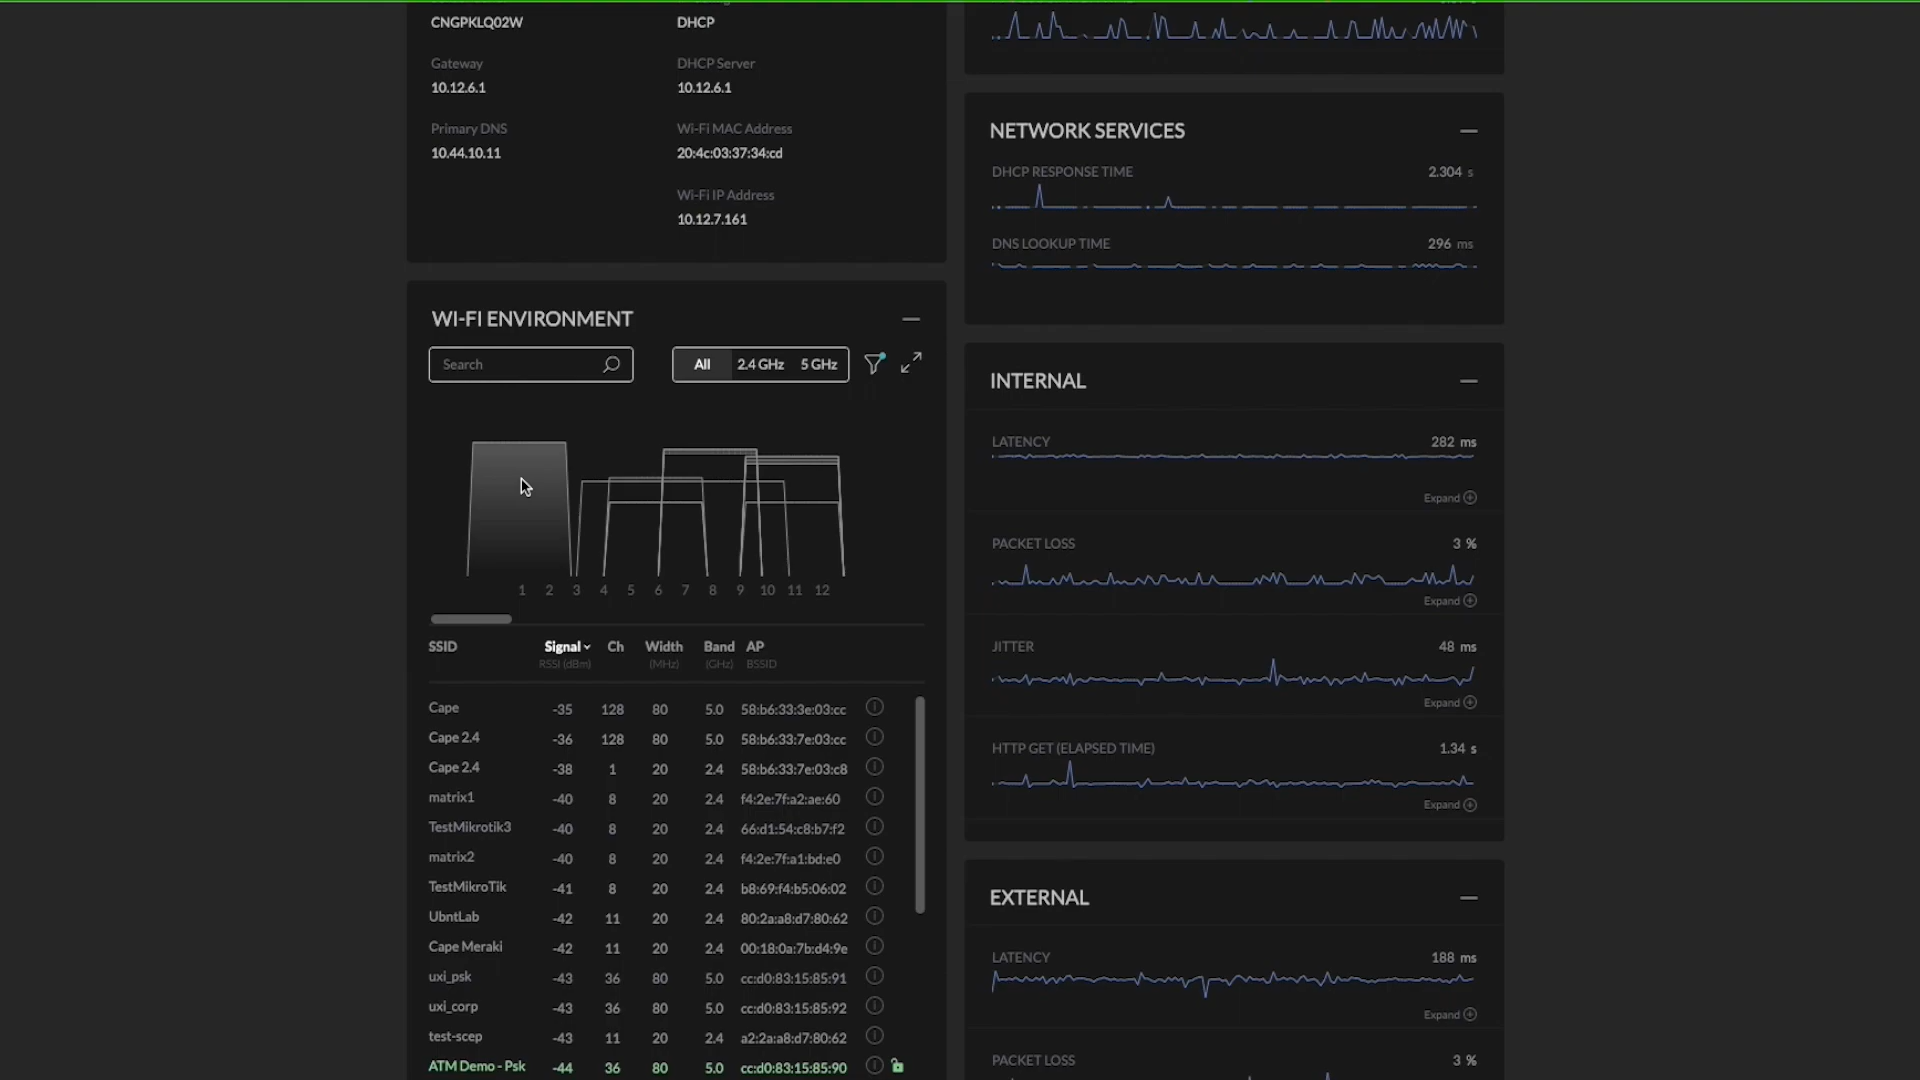 CNGPKLQ02W
DHCP
Gateway
DHCP Server
10.12.6.1
10.12.6.1
Primary DNS
Wi-Fi MAC Address
10.44.10.11
20:4c:03:37:34:cd
Wi-Fi IP Address
10.12.7.161
WI-FI ENVIRONMENT
Search
All 2.4 GHz 5 GHz
1 2 3 4 5 6 7 8 9 10 11 12
SSID Signal Ch Width Band AP
RSSI (dBm) (MHz) (GHz) BSSID
Cape -35 128 80 5.0 58:b6:33:3e:03:cc
Cape 2.4 -36 128 80 5.0 58:b6:33:7e:03:cc
Cape 2.4 -38 1 20 2.4 58:b6:33:7e:03:c8
matrix1 -40 8 20 2.4 f4:2e:7f:a2:ae:60
TestMikrotik3 -40 8 20 2.4 66:d1:54:c8:b7:f2
matrix2 -40 8 20 2.4 f4:2e:7f:a1:bd:e0
TestMikroTik -41 8 20 2.4 b8:69:f4:b5:06:02
UbntLab -42 11 20 2.4 80:2a:a8:d7:80:62
Cape Meraki -42 11 20 2.4 00:18:0a:7b:d4:9e
uxi_psk -43 36 80 5.0 cc:d0:83:15:85:91
uxi_corp -43 36 80 5.0 cc:d0:83:15:85:92
test-scep -43 11 20 2.4 a2:2a:a8:d7:80:62
ATM Demo - Psk -44 36 80 5.0 cc:d0:83:15:85:90
NETWORK SERVICES
DHCP RESPONSE TIME 2.304 s
DNS LOOKUP TIME 296 ms
INTERNAL
LATENCY 282 ms
Expand
PACKET LOSS 3 %
Expand
JITTER 48 ms
Expand
HTTP GET (ELAPSED TIME) 1.34 s
Expand
EXTERNAL
LATENCY 188 ms
Expand
PACKET LOSS 3 %